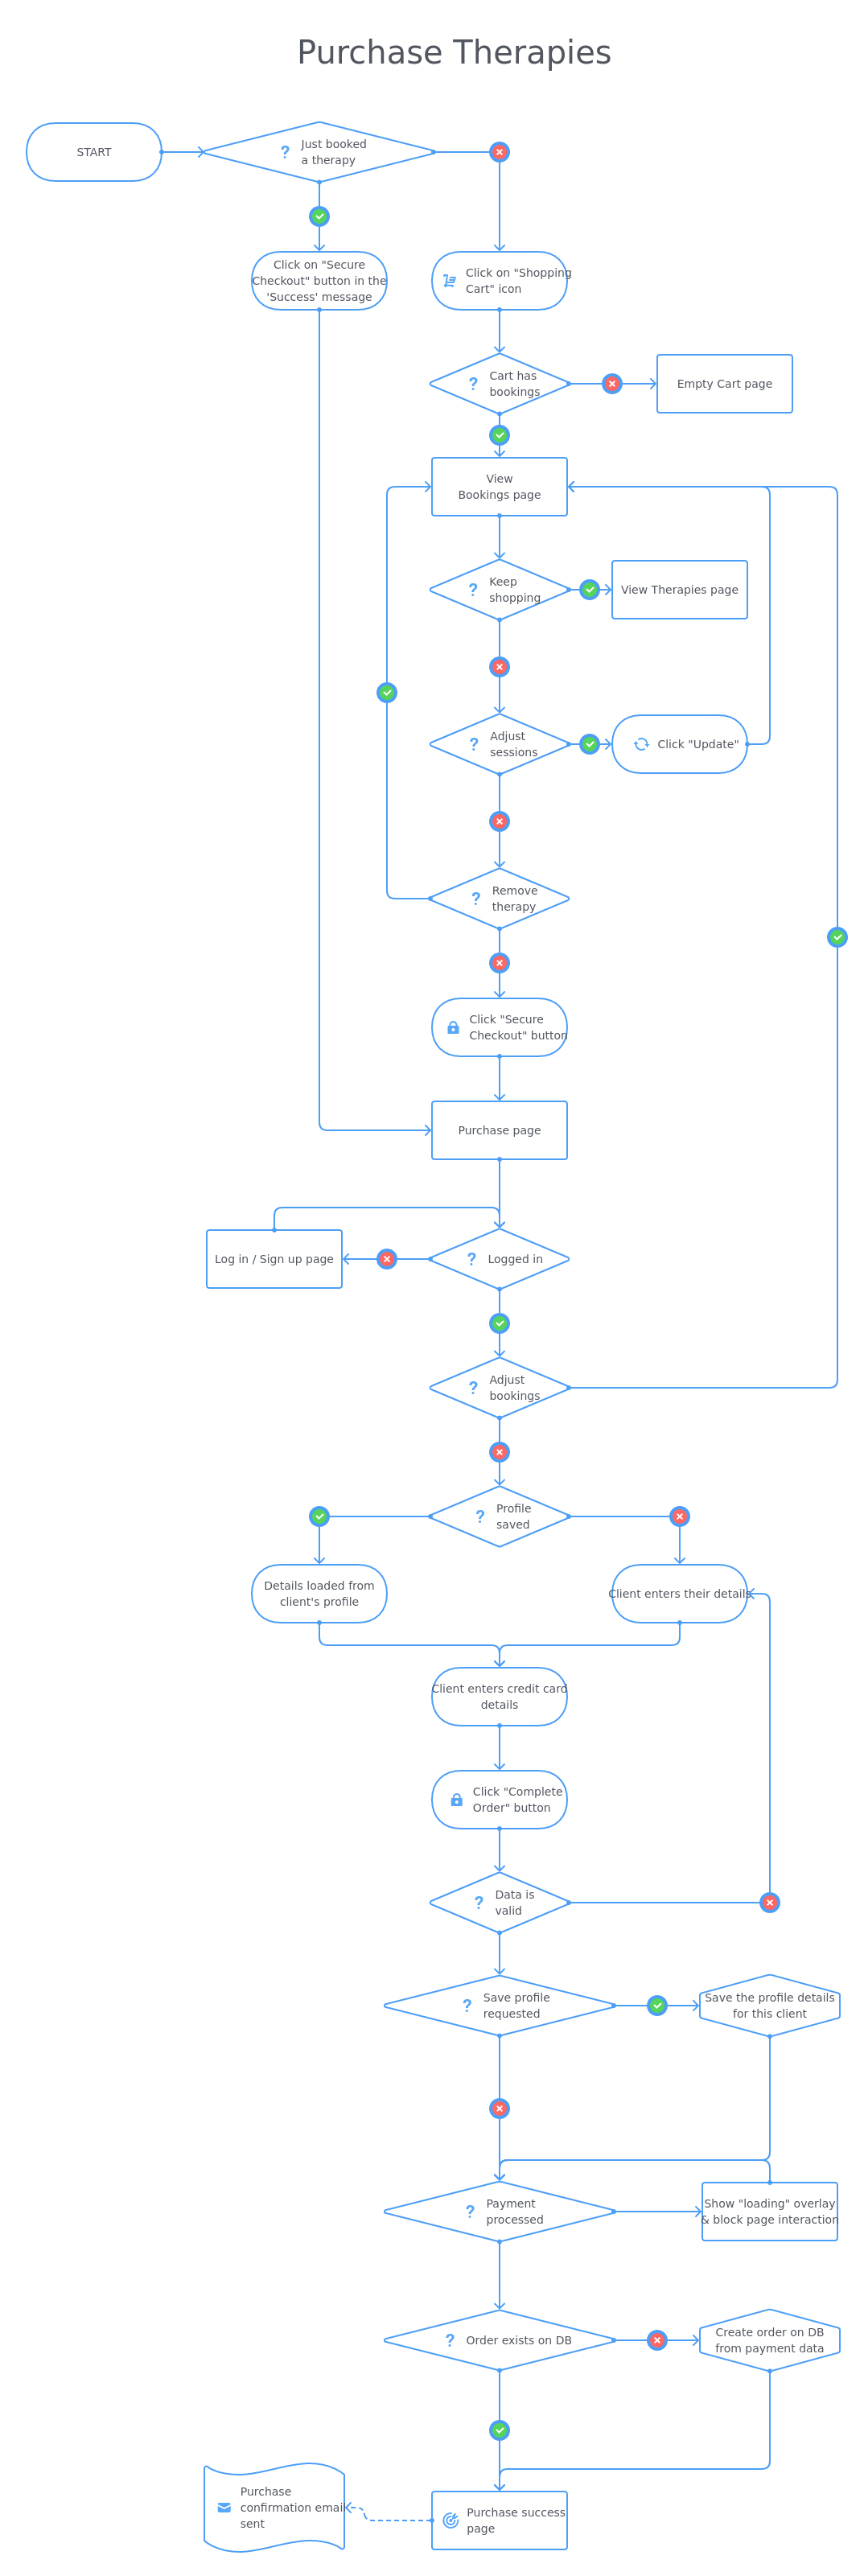 Purchase Therapies
START
? Just booked
a therapy
Click on "Secure
Checkout" button in the
'Success' message
Click on "Shopping
Cart" icon
? Cart has
bookings
Empty Cart page
View
Bookings page
? Keep
shopping
View Therapies page
? Adjust
sessions
Click "Update"
? Remove
therapy
Click "Secure
Checkout" button
Purchase page
Log in / Sign up page
? Logged in
? Adjust
bookings
? Profile
saved
Details loaded from
client's profile
Client enters their details
Client enters credit card
details
Click "Complete
Order" button
? Data is
valid
? Save profile
requested
Save the profile details
for this client
? Payment
processed
Show "loading" overlay
& block page interaction
? Order exists on DB
Create order on DB
from payment data
Purchase
confirmation email
sent
Purchase success
page